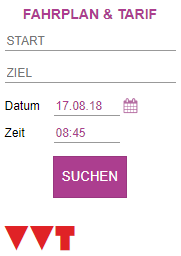 FAHRPLAN & TARIF
START
ZIEL
Datum 17.08.18
Zeit 08:45
SUCHEN
VVT